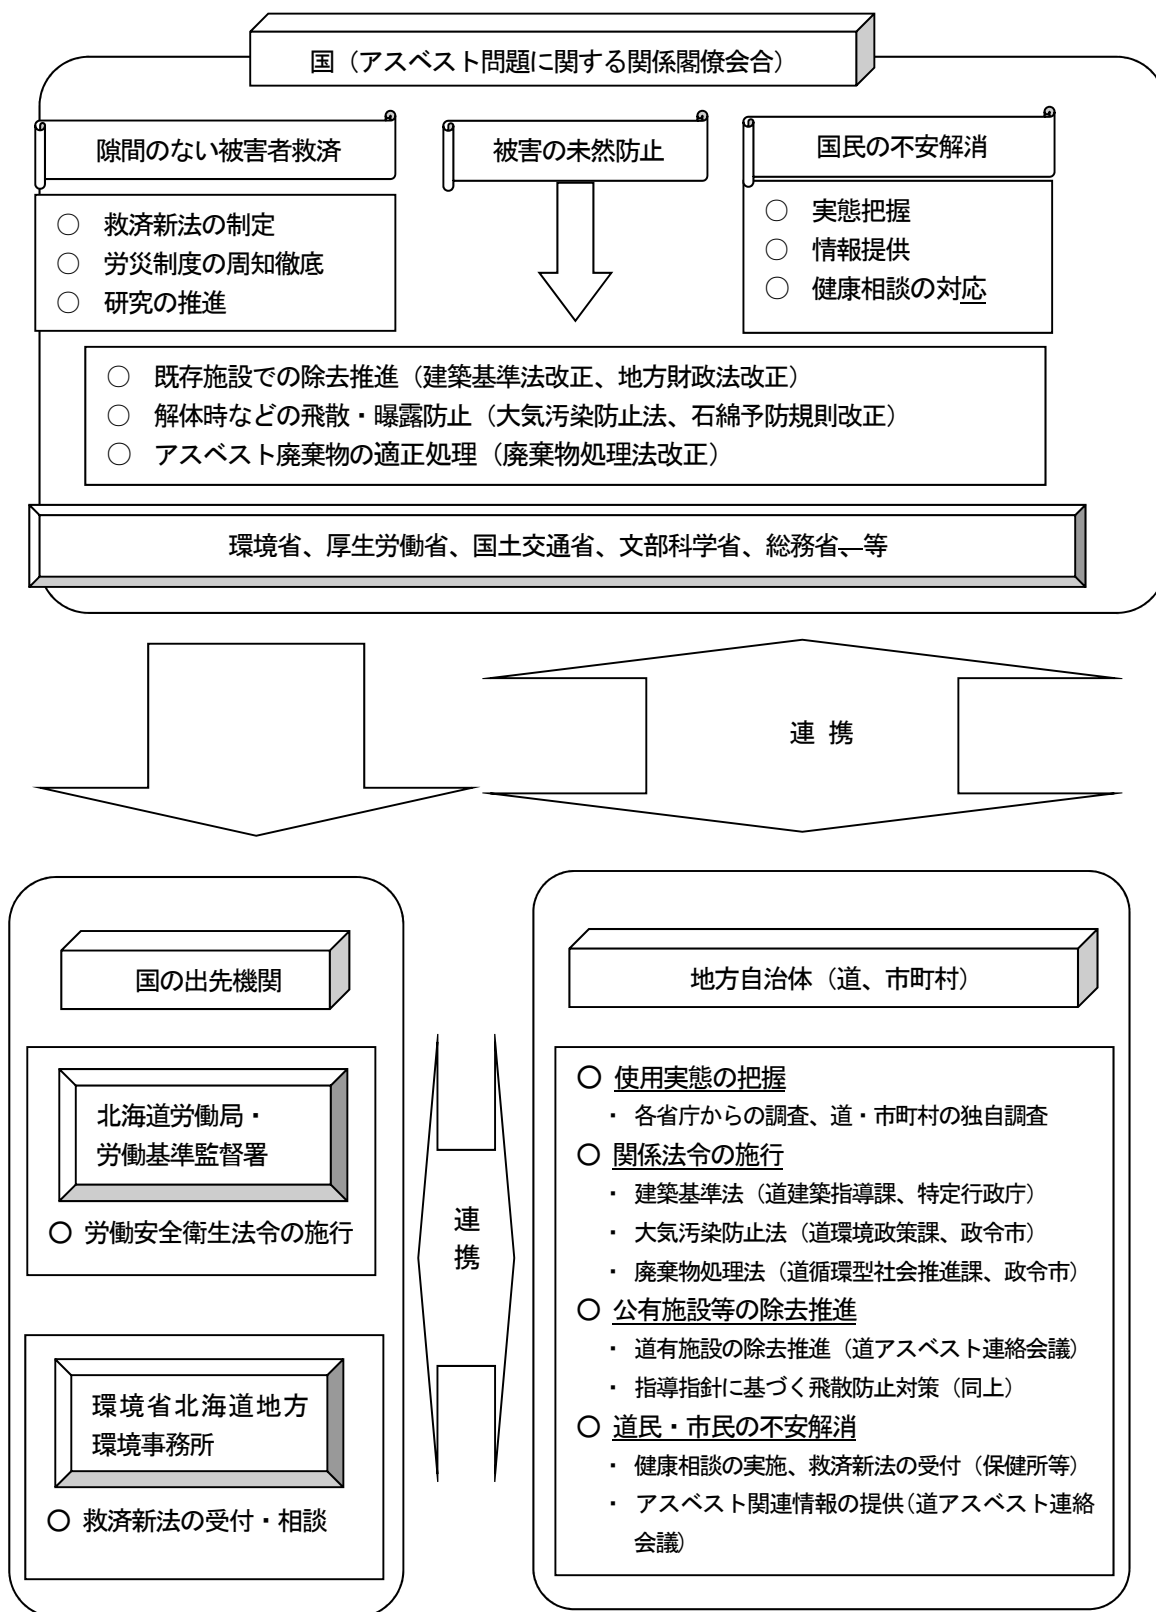 国（アスベスト問題に関する関係閣僚会合）
隙間のない被害者救済
被害の未然防止
国民の不安解消
○　救済新法の制定
○　労災制度の周知徹底
○　研究の推進
○　実態把握
○　情報提供
○　健康相談の対応
○　既存施設での除去推進（建築基準法改正、地方財政法改正）
○　解体時などの飛散・曝露防止（大気汚染防止法、石綿予防規則改正）
○　アスベスト廃棄物の適正処理（廃棄物処理法改正）
環境省、厚生労働省、国土交通省、文部科学省、総務省、等
連 携
国の出先機関
北海道労働局・
労働基準監督署
○ 労働安全衛生法令の施行
環境省北海道地方
環境事務所
○ 救済新法の受付・相談
連
携
地方自治体（道、市町村）
○ 使用実態の把握
・ 各省庁からの調査、道・市町村の独自調査
○ 関係法令の施行
・ 建築基準法（道建築指導課、特定行政庁）
・ 大気汚染防止法（道環境政策課、政令市）
・ 廃棄物処理法（道循環型社会推進課、政令市）
○ 公有施設等の除去推進
・ 道有施設の除去推進（道アスベスト連絡会議）
・ 指導指針に基づく飛散防止対策（同上）
○ 道民・市民の不安解消
・ 健康相談の実施、救済新法の受付（保健所等）
・ アスベスト関連情報の提供（道アスベスト連絡
会議）